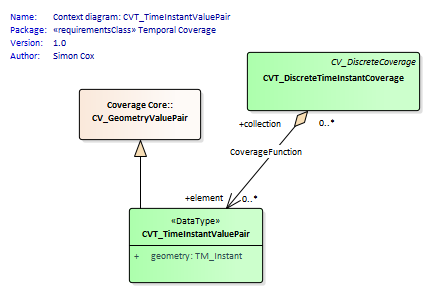 Name: Context diagram: CVT_TimeInstantValuePair
Package: «requirementsClass» Temporal Coverage
Version: 1.0
Author: Simon Cox
CV_DiscreteCoverage
CVT_DiscreteTimeInstantCoverage
Coverage Core::
CV_GeometryValuePair
+collection 0..*
CoverageFunction
+element 0..*
«DataType»
CVT_TimeInstantValuePair
+ geometry: TM_Instant